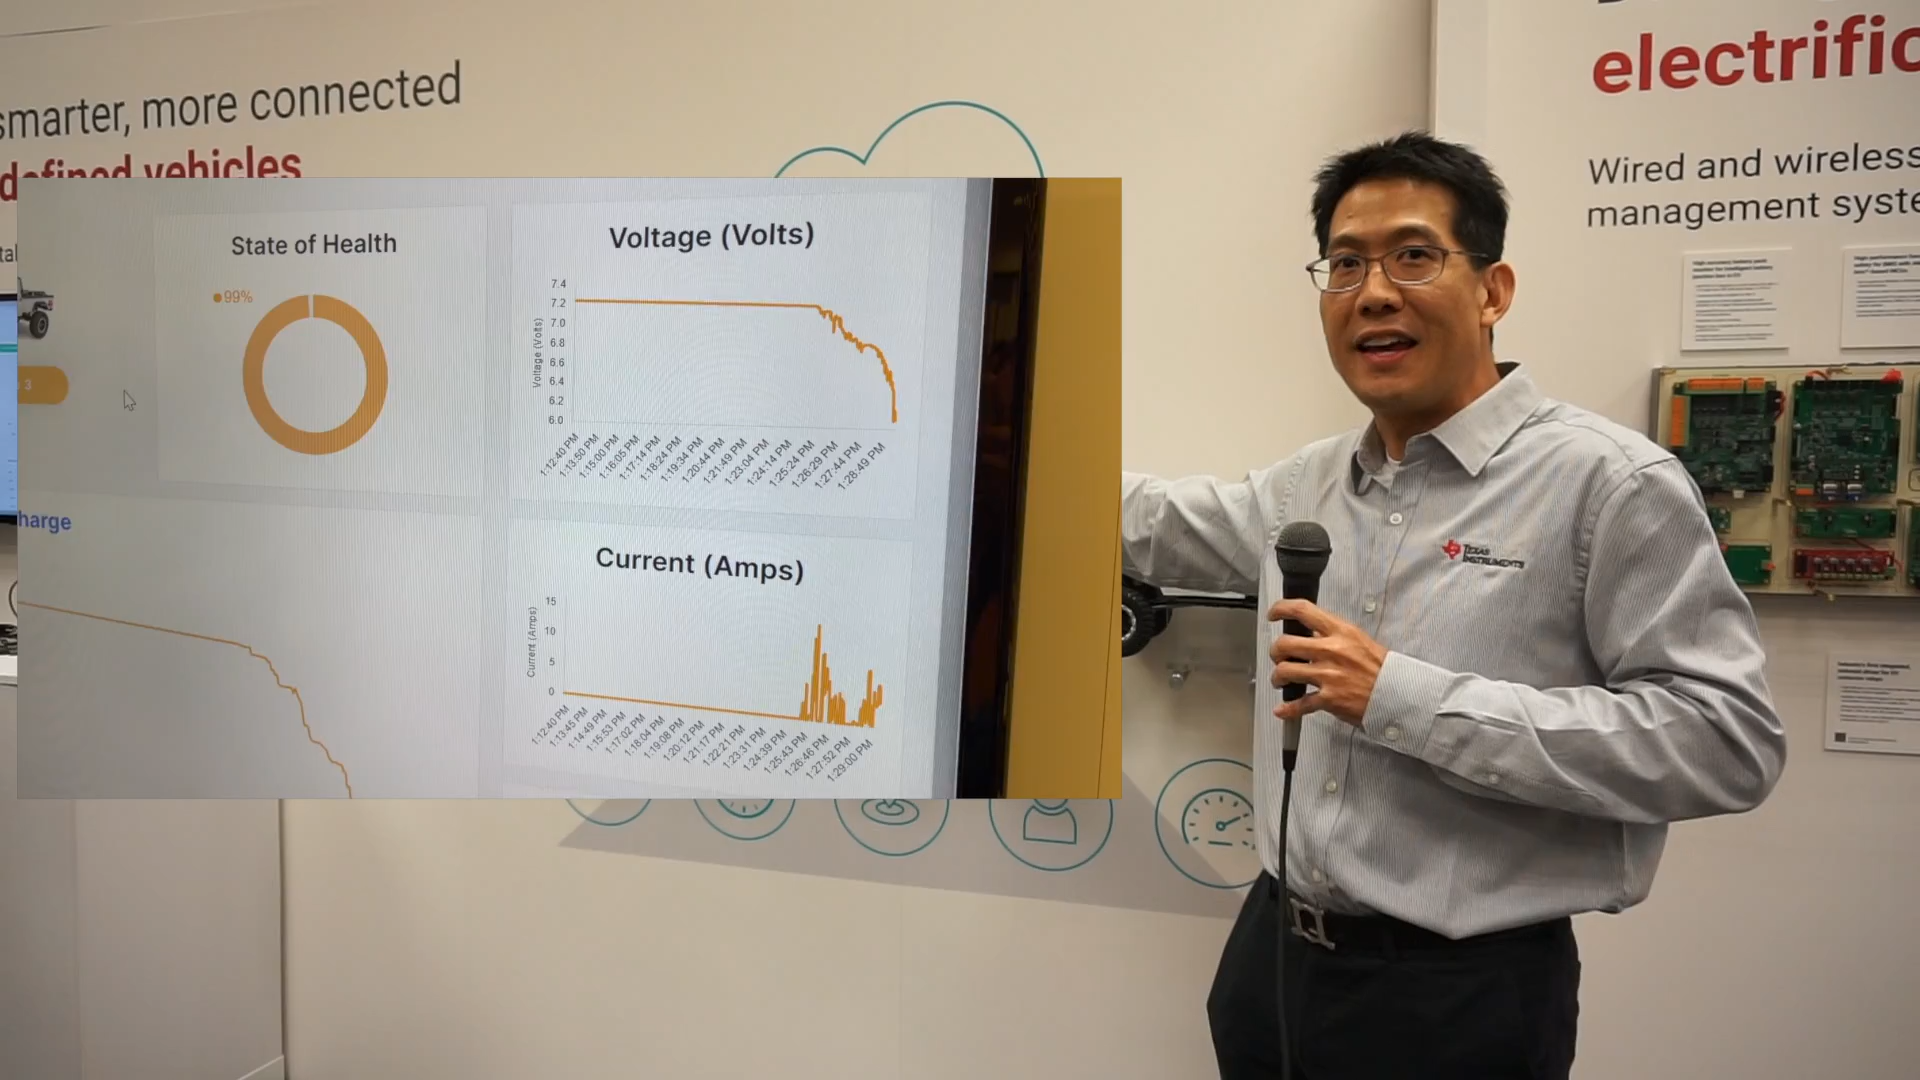 smarter, more connected
defined vehicles
electrific
Wired and wireless
management syste
State of Health
99%
3
harge
Voltage (Volts)
Voltage (Volts)
7.4
7.2
7.0
6.8
6.6
6.4
6.2
6.0
1:12:40 PM
1:13:50 PM
1:15:00 PM
1:16:05 PM
1:17:14 PM
1:18:24 PM
1:19:34 PM
1:20:44 PM
1:21:49 PM
1:23:04 PM
1:24:14 PM
1:25:24 PM
1:26:29 PM
1:27:44 PM
1:28:49 PM
Current (Amps)
Current (Amps)
15
10
5
0
1:12:40 PM
1:13:45 PM
1:14:49 PM
1:15:53 PM
1:17:02 PM
1:18:04 PM
1:19:08 PM
1:20:12 PM
1:21:17 PM
1:22:21 PM
1:23:31 PM
1:24:39 PM
1:25:43 PM
1:26:46 PM
1:27:52 PM
1:29:00 PM
TEXAS
INSTRUMENTS